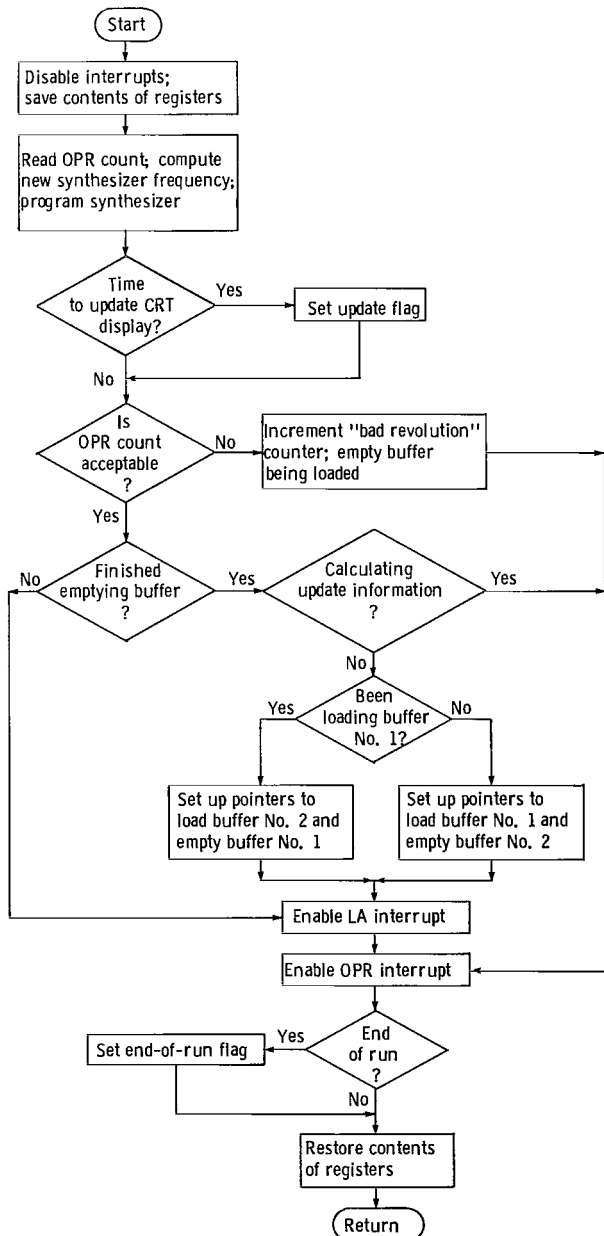 Start
Disable interrupts;
save contents of registers
Read OPR count; compute
new synthesizer frequency;
program synthesizer
Time
to update CRT
display?
Yes
Set update flag
No
Is
OPR count
acceptable
?
No
Increment "bad revolution"
counter; empty buffer
being loaded
Yes
No
Finished
emptying buffer
?
Yes
Calculating
update information
?
Yes
No
Been
loading buffer
No. 1?
Yes
No
Set up pointers to
load buffer No. 2 and
empty buffer No. 1
Set up pointers to
load buffer No. 1 and
empty buffer No. 2
Enable LA interrupt
Enable OPR interrupt
End
of run
?
Yes
Set end-of-run flag
No
Restore contents
of registers
Return